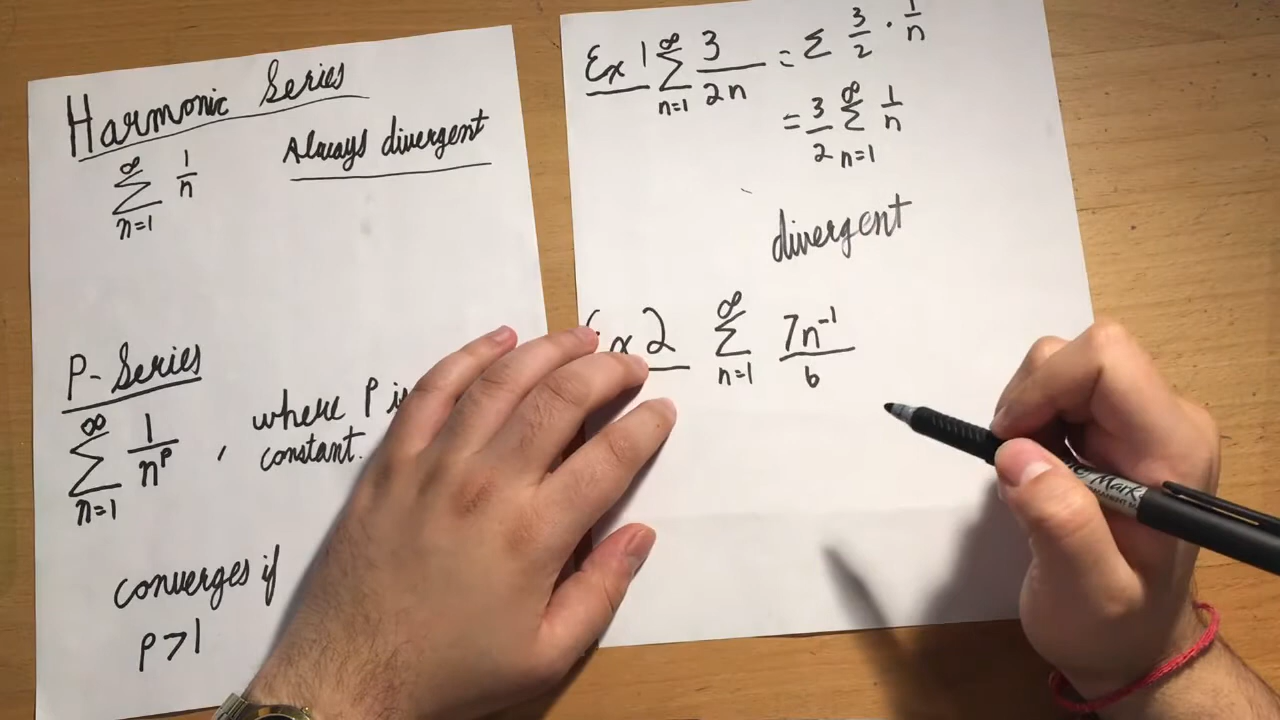 Harmonic Series
Always divergent
∞
∑ 1/n
n=1
P-Series
∞
∑ 1/n^p , where P i
n=1 constant.
converges if
p>1
Ex 1 ∞
∑ 3/2n = ∑ 3/2 · 1/n
n=1
= 3/2 ∞
∑ 1/n
n=1
divergent
x 2 ∞
∑ 7n^-1/6
n=1